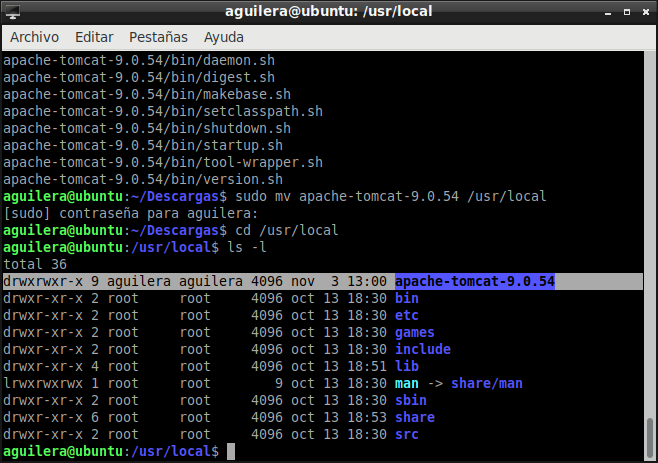 aguilera@ubuntu: /usr/local
Archivo Editar Pestañas Ayuda
apache-tomcat-9.0.54/bin/daemon.sh
apache-tomcat-9.0.54/bin/digest.sh
apache-tomcat-9.0.54/bin/makebase.sh
apache-tomcat-9.0.54/bin/setclasspath.sh
apache-tomcat-9.0.54/bin/shutdown.sh
apache-tomcat-9.0.54/bin/startup.sh
apache-tomcat-9.0.54/bin/tool-wrapper.sh
apache-tomcat-9.0.54/bin/version.sh
aguilera@ubuntu:~/Descargas$ sudo mv apache-tomcat-9.0.54 /usr/local
[sudo] contraseña para aguilera:
aguilera@ubuntu:~/Descargas$ cd /usr/local
aguilera@ubuntu:/usr/local$ ls -l
total 36
drwxrwxr-x 9 aguilera aguilera 4096 nov  3 13:00 apache-tomcat-9.0.54
drwxr-xr-x 2 root     root     4096 oct 13 18:30 bin
drwxr-xr-x 2 root     root     4096 oct 13 18:30 etc
drwxr-xr-x 2 root     root     4096 oct 13 18:30 games
drwxr-xr-x 2 root     root     4096 oct 13 18:30 include
drwxr-xr-x 4 root     root     4096 oct 13 18:51 lib
lrwxrwxrwx 1 root     root        9 oct 13 18:30 man -> share/man
drwxr-xr-x 2 root     root     4096 oct 13 18:30 sbin
drwxr-xr-x 6 root     root     4096 oct 13 18:53 share
drwxr-xr-x 2 root     root     4096 oct 13 18:30 src
aguilera@ubuntu:/usr/local$